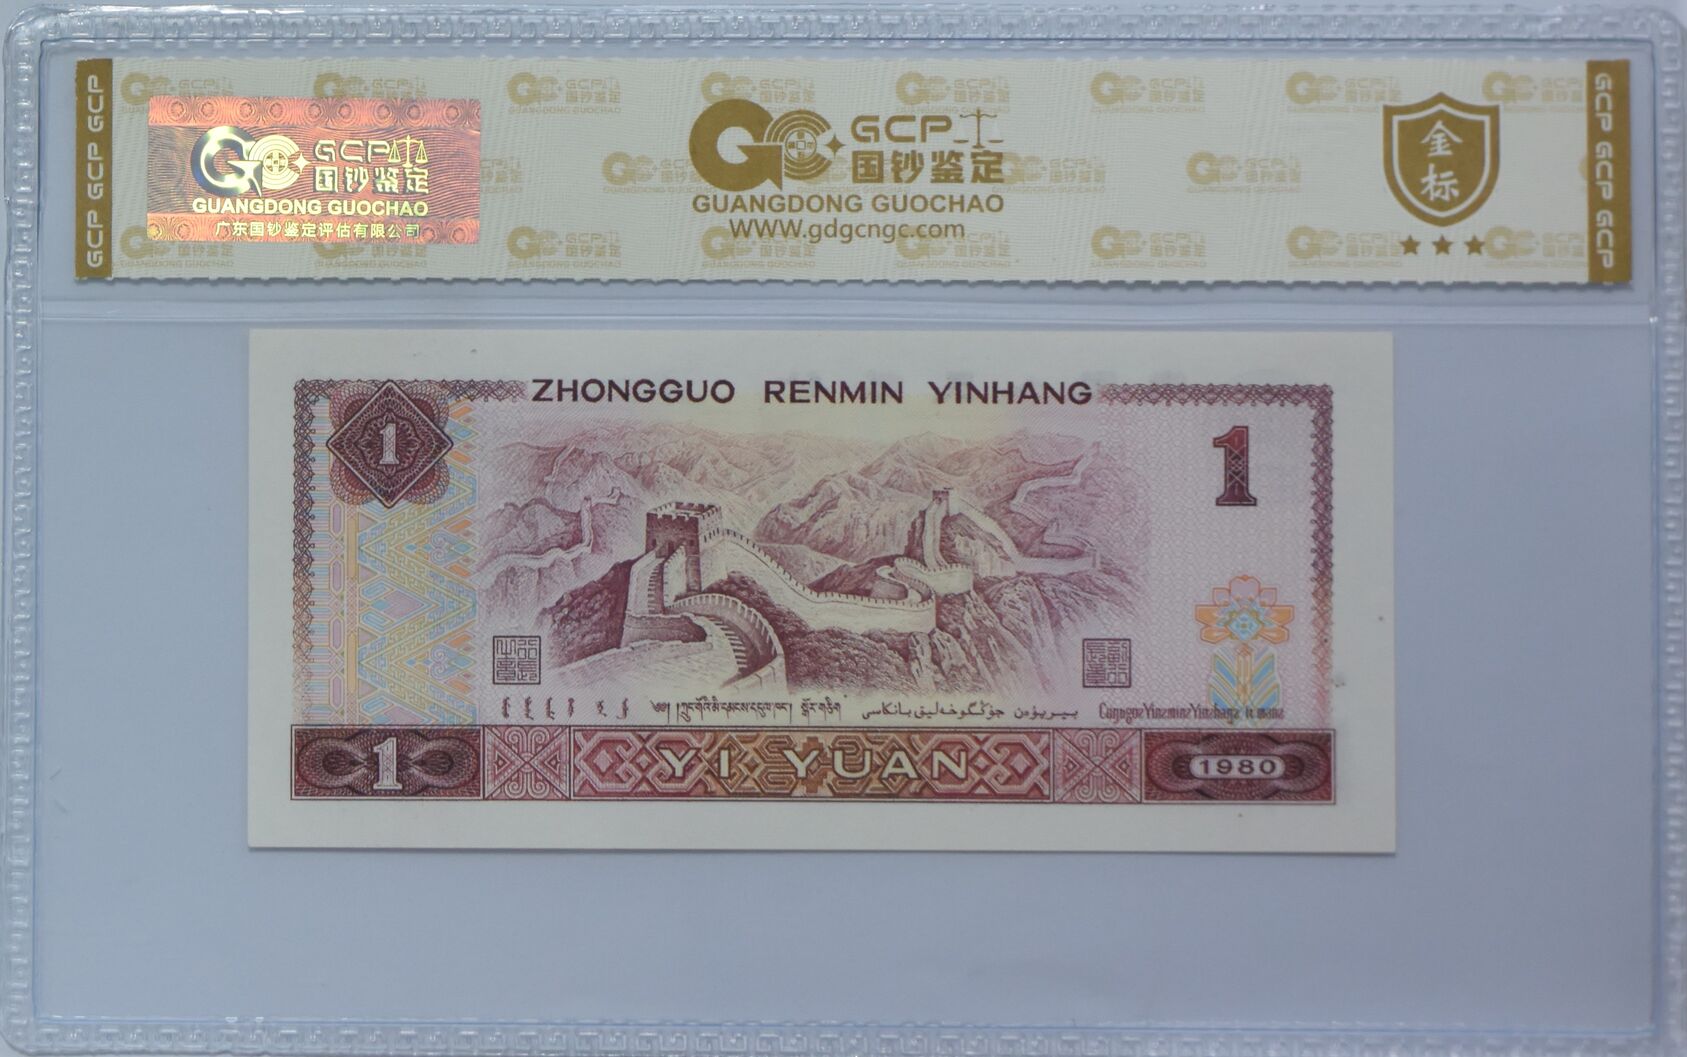 GCP GCP GCP
GCP
国钞鉴定
GUANGDONG GUOCHAO
广东国钞鉴定评估有限公司
GCP
国钞鉴定
GUANGDONG GUOCHAO
WWW.gdgcngc.com
金标
GCP GCP GCP
ZHONGGUO RENMIN YINHANG
1
1
1
YI YUAN
1980